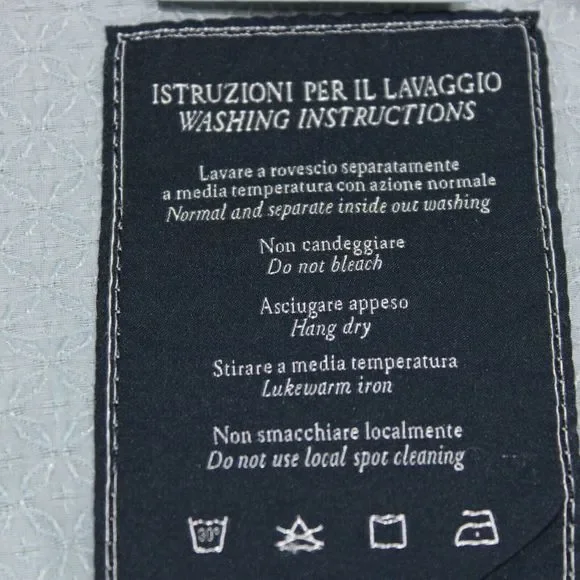 ISTRUZIONI PER IL LAVAGGIO
WASHING INSTRUCTIONS
Lavare a rovescio separatamente
a media temperatura con azione normale
Normal and separate inside out washing
Non candeggiare
Do not bleach
Asciugare appeso
Hang dry
Stirare a media temperatura
Lukewarm iron
Non smacchiare localmente
Do not use local spot cleaning
30°